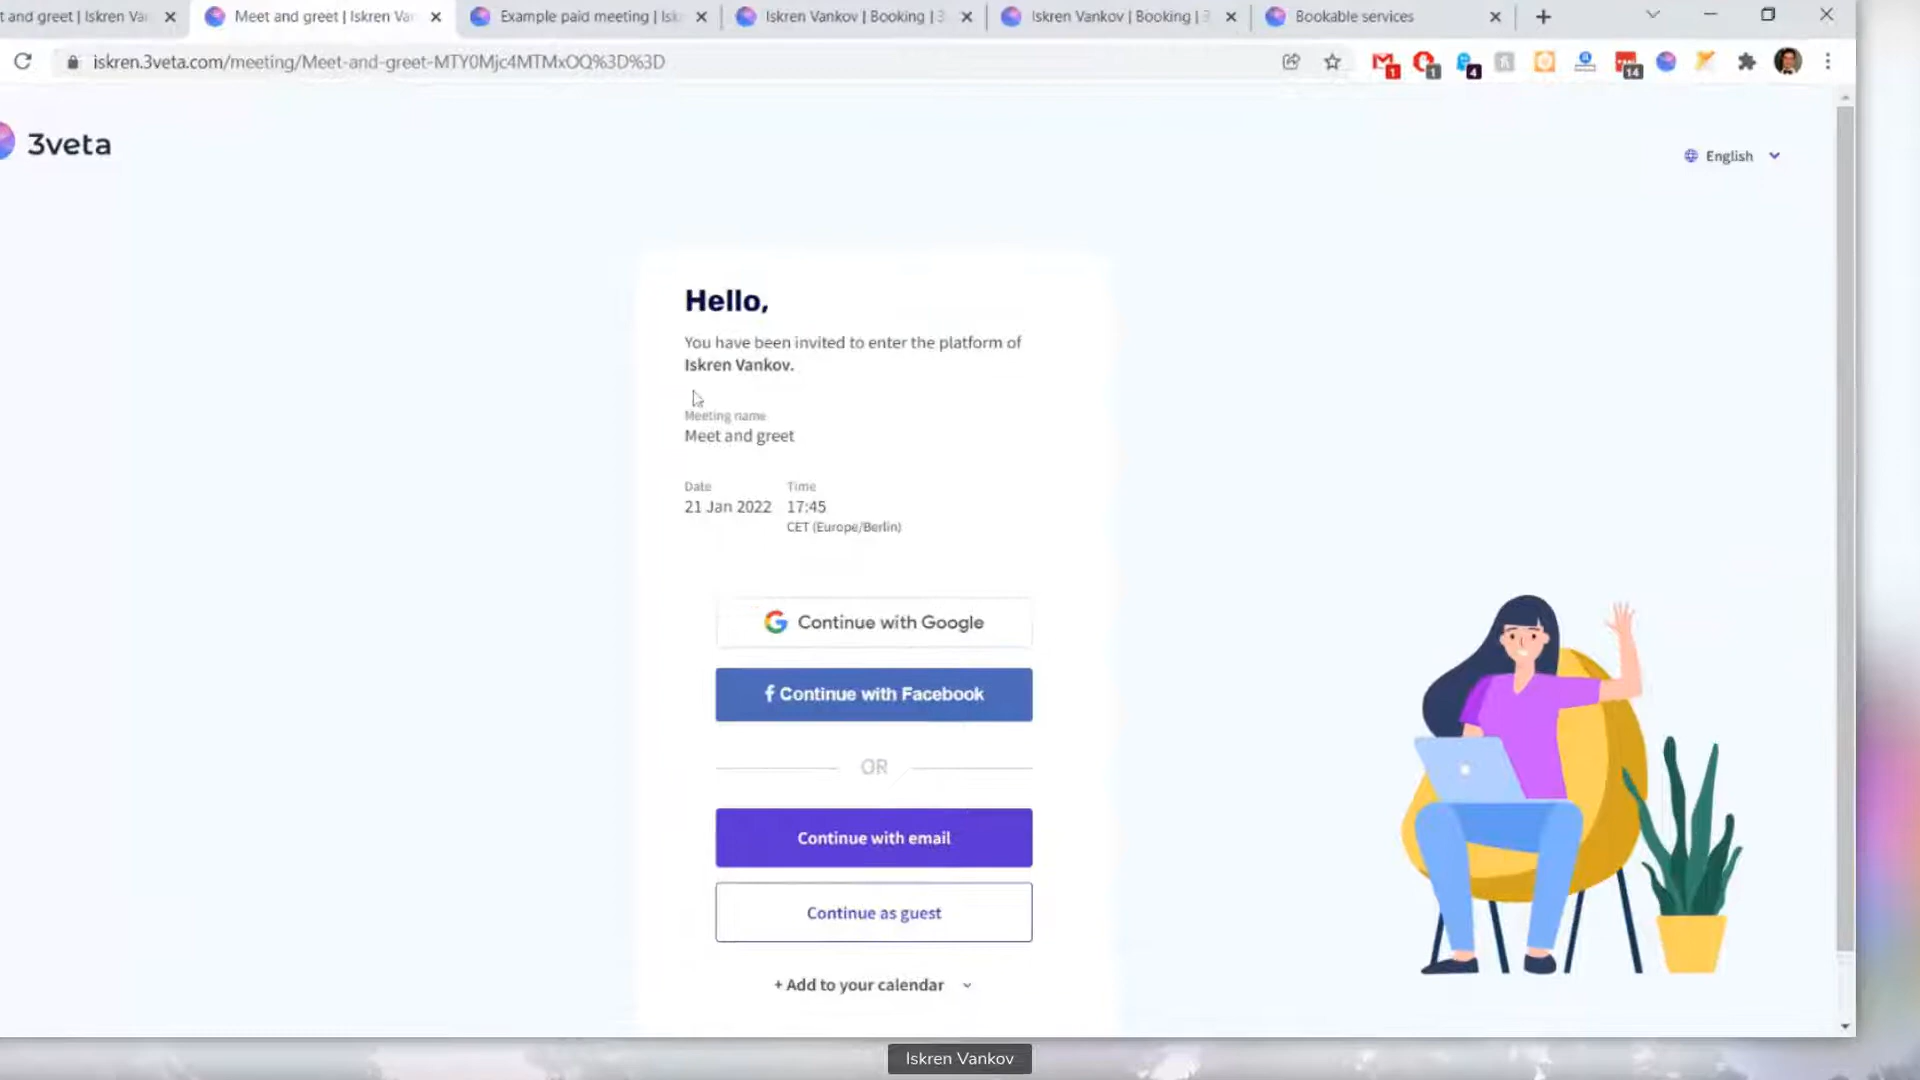 t and greet | Iskren Va
Meet and greet | Iskren Va
Example paid meeting | Isk
Iskren Vankov | Booking | 3
Iskren Vankov | Booking | 3
Bookable services
iskren.3veta.com/meeting/Meet-and-greet-MTY0Mjc4MTMxOQ%3D%3D
1
1
4
14
3veta
English
Hello,
You have been invited to enter the platform of
Iskren Vankov.
Meeting name
Meet and greet
Date
Time
21 Jan 2022
17:45
CET (Europe/Berlin)
Continue with Google
f Continue with Facebook
OR
Continue with email
Continue as guest
+ Add to your calendar
Iskren Vankov